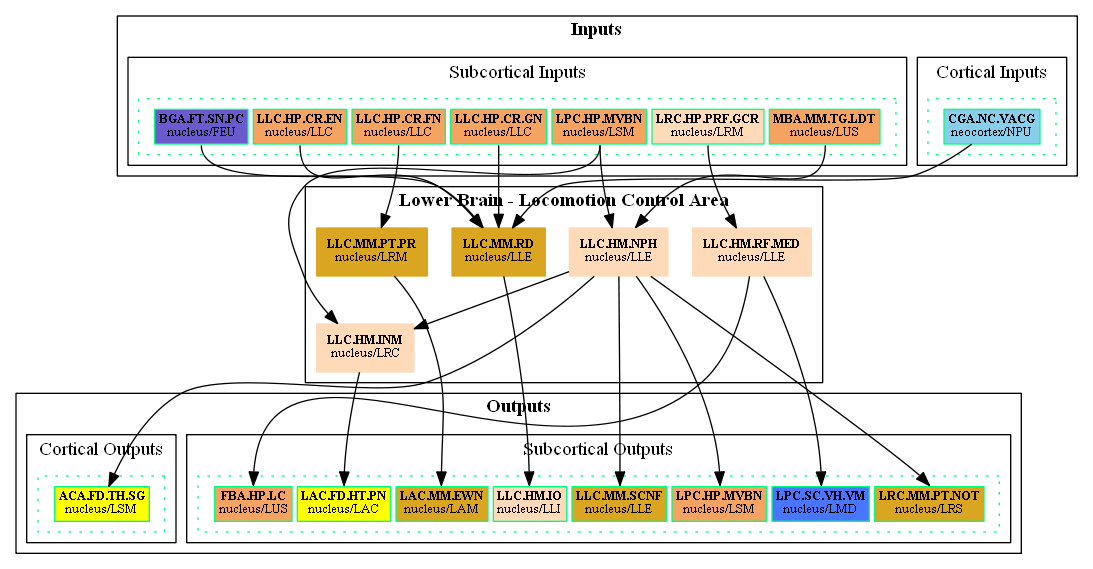 Inputs
Subcortical Inputs
Cortical Inputs
BGA.FT.SN.PC
nucleus/FEU
LLC.HP.CR.EN
nucleus/LLC
LLC.HP.CR.FN
nucleus/LLC
LLC.HP.CR.GN
nucleus/LLC
LPC.HP.MVBN
nucleus/LSM
LRC.HP.PRF.GCR
nucleus/LRM
MBA.MM.TG.LDT
nucleus/LUS
CGA.NC.VACG
neocortex/NPU
Lower Brain - Locomotion Control Area
LLC.MM.PT.PR
nucleus/LRM
LLC.MM.RD
nucleus/LLE
LLC.HM.NPH
nucleus/LLE
LLC.HM.RF.MED
nucleus/LLE
LLC.HM.INM
nucleus/LRC
Outputs
Cortical Outputs
Subcortical Outputs
ACA.FD.TH.SG
nucleus/LSM
FBA.HP.LC
nucleus/LUS
LAC.FD.HT.PN
nucleus/LAC
LAC.MM.EWN
nucleus/LAM
LLC.HM.IO
nucleus/LLI
LLC.MM.SCNF
nucleus/LLE
LPC.HP.MVBN
nucleus/LSM
LPC.SC.VH.VM
nucleus/LMD
LRC.MM.PT.NOT
nucleus/LRS